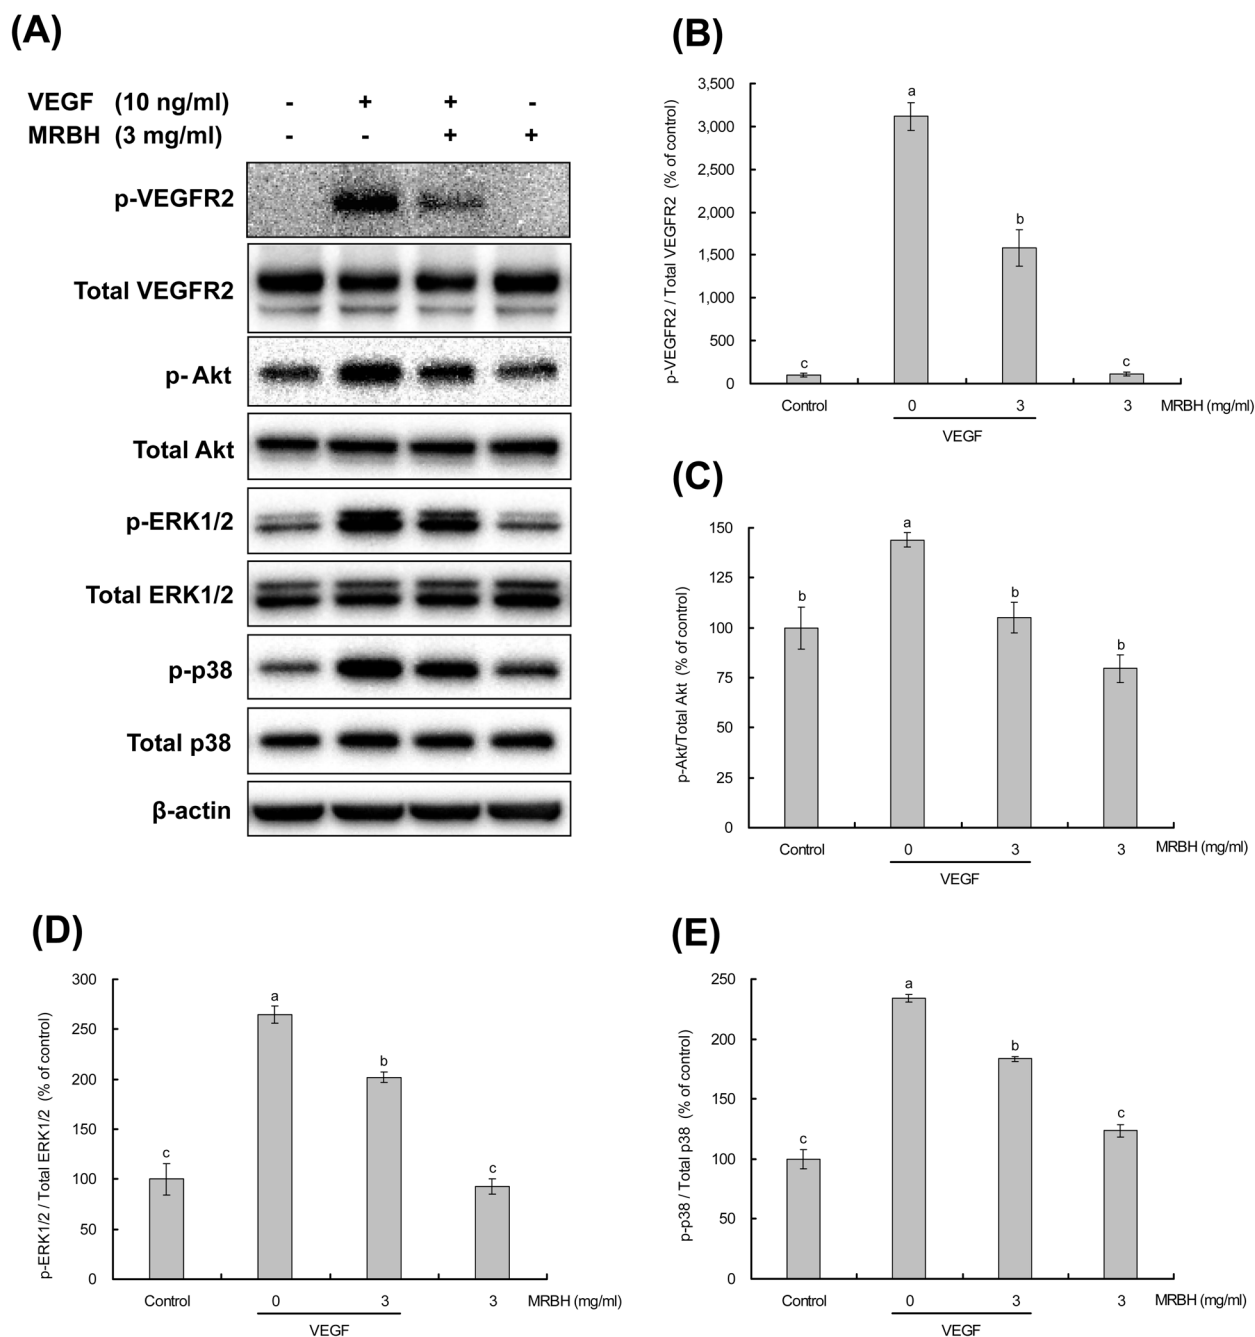 (A)
VEGF (10 ng/ml) - + + -
MRBH (3 mg/ml) - - + +
p-VEGFR2
Total VEGFR2
p- Akt
Total Akt
p-ERK1/2
Total ERK1/2
p-p38
Total p38
β-actin
(B)
p-VEGFR2 / Total VEGFR2 (% of control)
3,500
3,000
2,500
2,000
1,500
1,000
500
0
c
a
b
c
Control 0 3 3 MRBH (mg/ml)
VEGF
(C)
p-Akt/Total Akt (% of control)
150
125
100
75
50
25
0
b
a
b
b
Control 0 3 3 MRBH (mg/ml)
VEGF
(D)
p-ERK1/2 / Total ERK1/2 (% of control)
300
250
200
150
100
50
0
c
a
b
c
Control 0 3 3 MRBH (mg/ml)
VEGF
(E)
p-p38 / Total p38 (% of control)
250
200
150
100
50
0
c
a
b
c
Control 0 3 3 MRBH (mg/ml)
VEGF